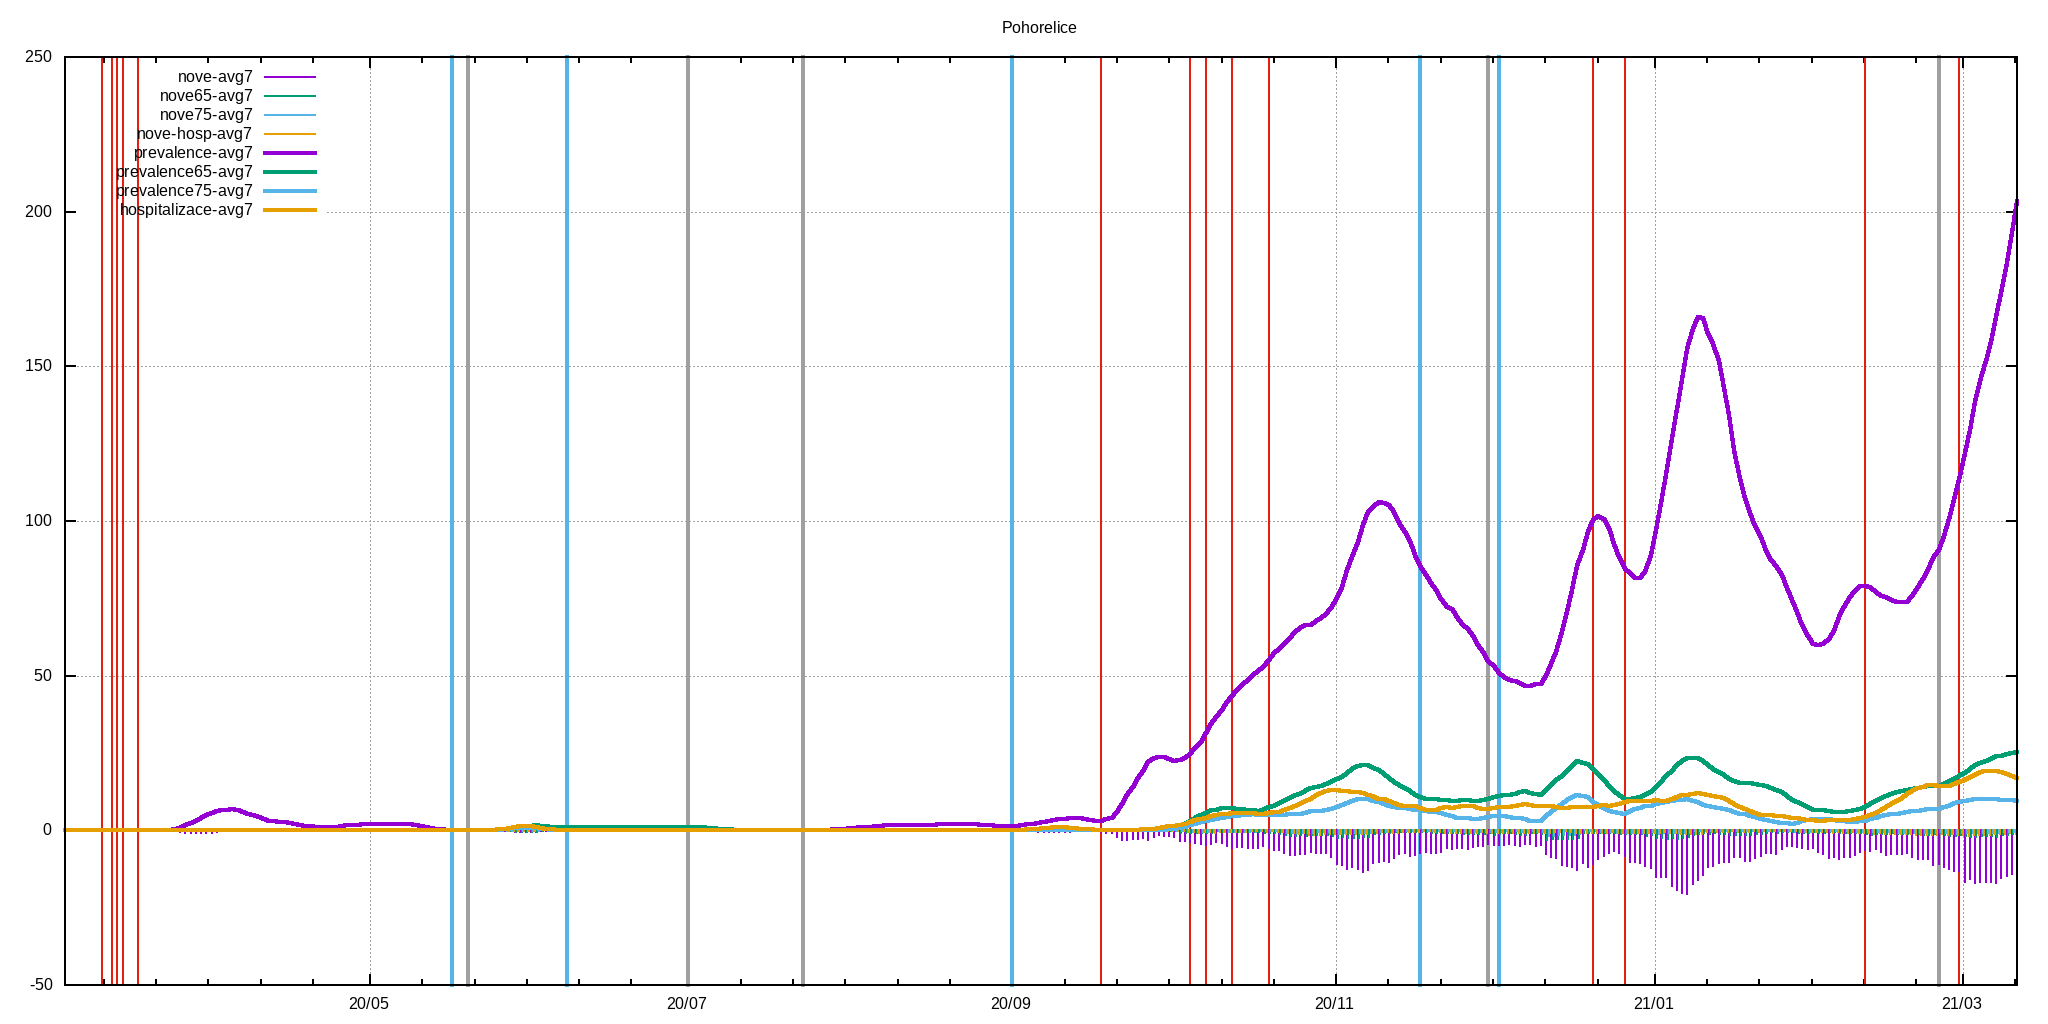 Pohorelice
250
200
150
100
50
0
-50
nove-avg7
nove65-avg7
nove75-avg7
nove-hosp-avg7
prevalence-avg7
prevalence65-avg7
prevalence75-avg7
hospitalizace-avg7
20/05 20/07 20/09 20/11 21/01 21/03